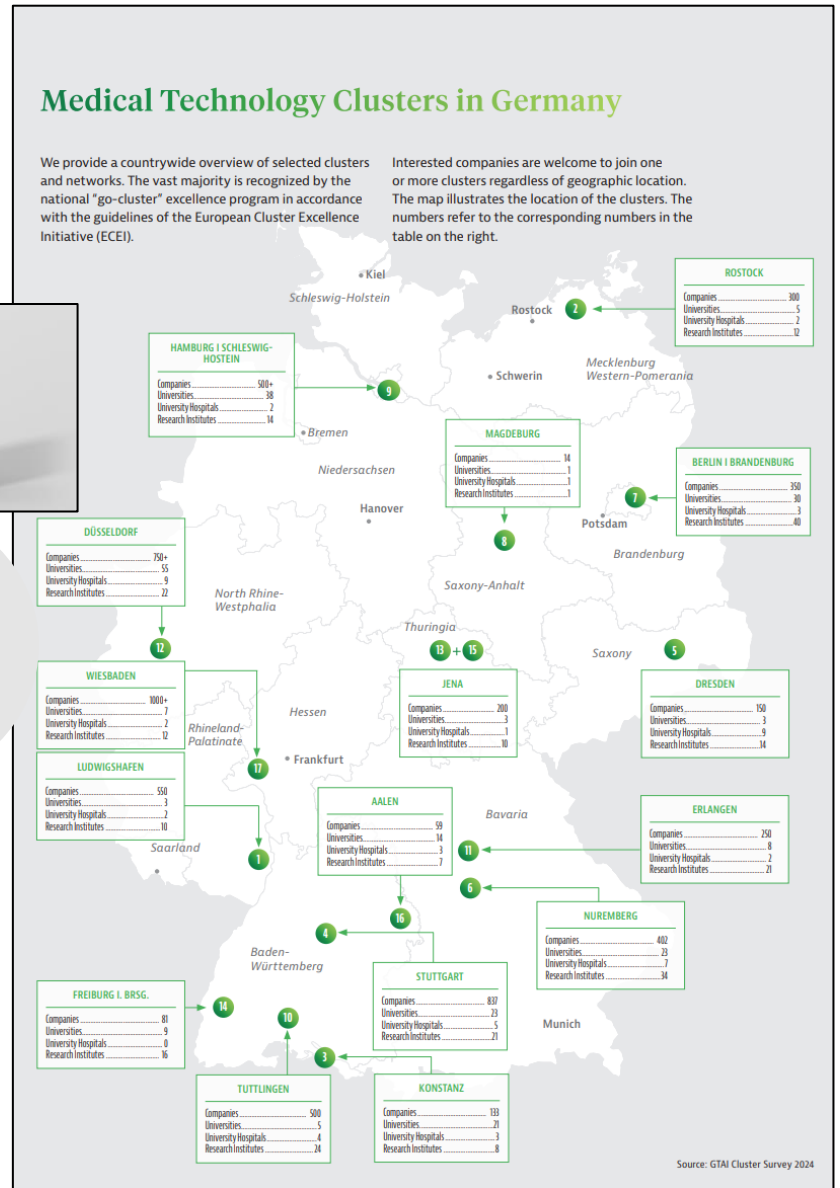 Medical Technology Clusters in Germany
We provide a countrywide overview of selected clusters
and networks. The vast majority is recognized by the
national "go-cluster" excellence program in accordance
with the guidelines of the European Cluster Excellence
Initiative (ECEI).
Interested companies are welcome to join one
or more clusters regardless of geographic location.
The map illustrates the location of the clusters. The
numbers refer to the corresponding numbers in the
table on the right.
Kiel
Schleswig-Holstein
ROSTOCK
Companies 300
Universities 5
University Hospitals 2
Research Institutes 12
Rostock
2
HAMBURG I SCHLESWIG-
HOSTEIN
Companies 500+
Universities 38
University Hospitals 2
Research Institutes 14
9
Schwerin
Mecklenburg
Western-Pomerania
Bremen
Niedersachsen
Hanover
MAGDEBURG
Companies 14
Universities 1
University Hospitals 1
Research Institutes 1
8
BERLIN I BRANDENBURG
Companies 350
Universities 30
University Hospitals 3
Research Institutes 40
7
Potsdam
Brandenburg
DÜSSELDORF
Companies 750+
Universities 55
University Hospitals 9
Research Institutes 22
12
North Rhine-
Westphalia
Saxony-Anhalt
Thuringia
13 + 15
Saxony
5
WIESBADEN
Companies 1000+
Universities 7
University Hospitals 2
Research Institutes 12
Rhineland-
Palatinate
Hessen
17
Frankfurt
JENA
Companies 200
Universities 3
University Hospitals 1
Research Institutes 10
DRESDEN
Companies 150
Universities 3
University Hospitals 9
Research Institutes 14
LUDWIGSHAFEN
Companies 550
Universities 3
University Hospitals 2
Research Institutes 10
Saarland
1
AALEN
Companies 59
Universities 14
University Hospitals 3
Research Institutes 7
16
Bavaria
11
ERLANGEN
Companies 250
Universities 8
University Hospitals 2
Research Institutes 21
6
NUREMBERG
Companies 402
Universities 23
University Hospitals 7
Research Institutes 34
4
Baden-
Württemberg
STUTTGART
Companies 837
Universities 23
University Hospitals 5
Research Institutes 21
FREIBURG I. BRSG.
Companies 81
Universities 9
University Hospitals 0
Research Institutes 16
14
10
3
Munich
TUTTLINGEN
Companies 500
Universities 5
University Hospitals 4
Research Institutes 24
KONSTANZ
Companies 133
Universities 21
University Hospitals 3
Research Institutes 8
Source: GTAI Cluster Survey 2024